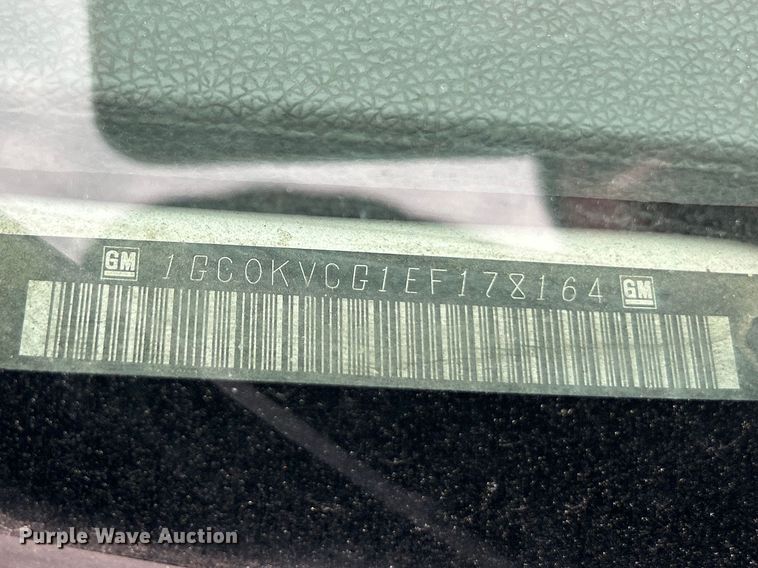 GM 1GC0KVCG1EF178164 GM
Purple Wave Auction